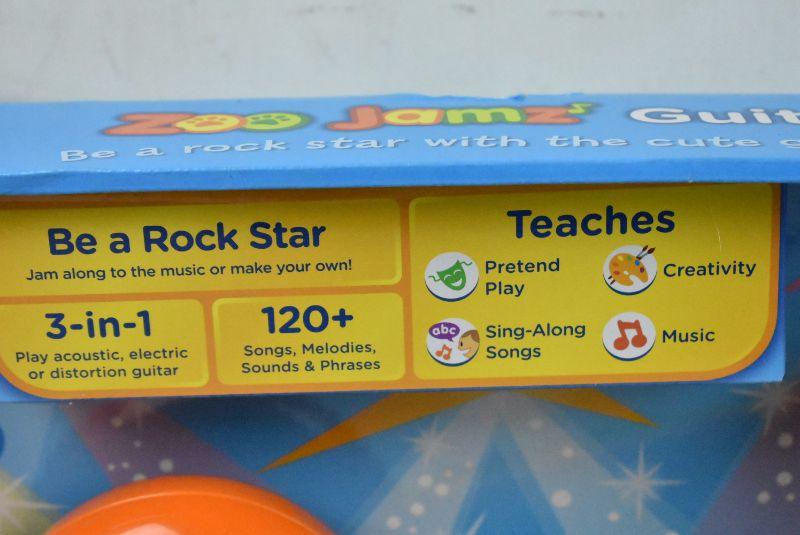 Zoo Jamz
Be a rock star with the cute
Be a Rock Star
Jam along to the music or make your own!
3-in-1
Play acoustic, electric
or distortion guitar
120+
Songs, Melodies,
Sounds & Phrases
Teaches
Pretend
Play
Creativity
abc
Sing-Along
Songs
Music